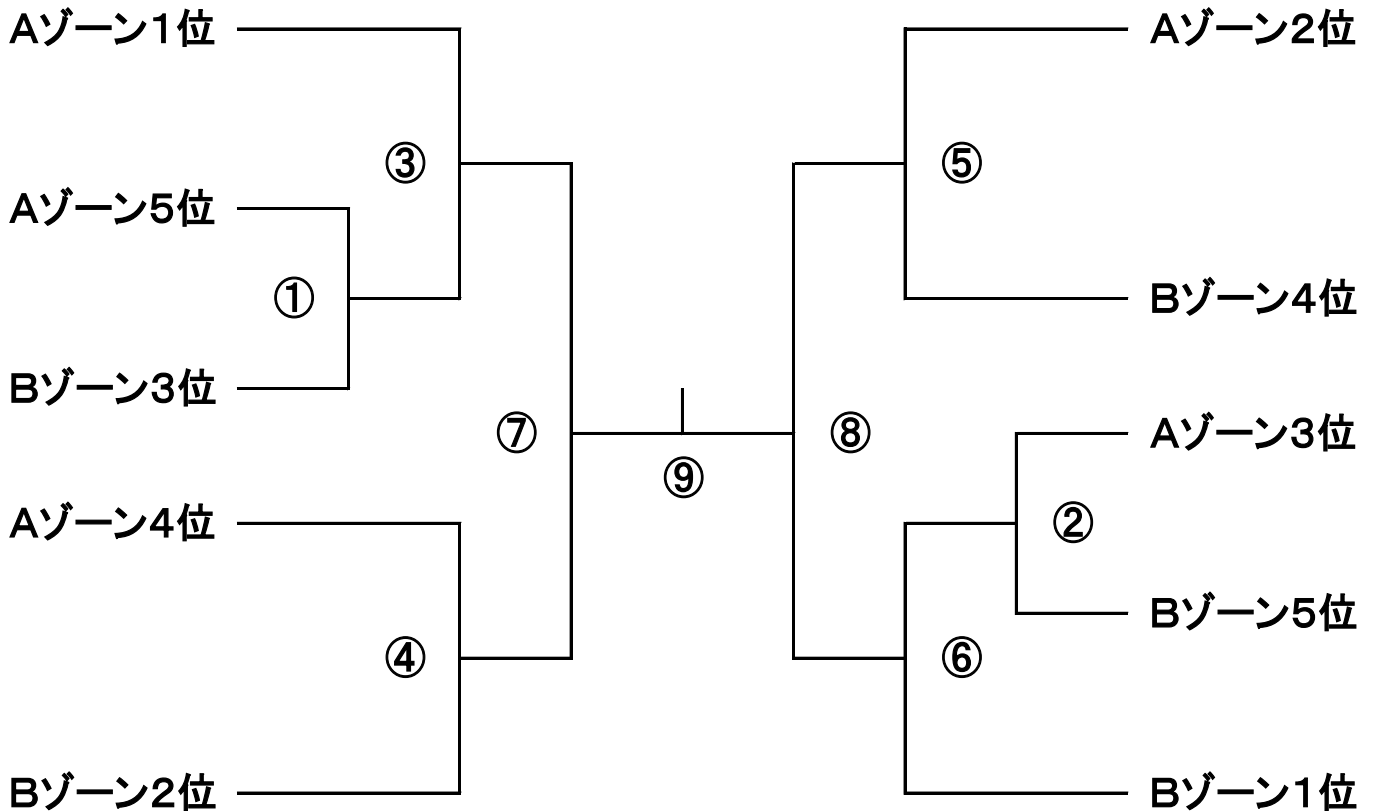 Aゾーン1位
Aゾーン2位
③
⑤
Aゾーン5位
①
Bゾーン4位
Bゾーン3位
⑦
⑧
Aゾーン3位
⑨
Aゾーン4位
②
Bゾーン5位
④
⑥
Bゾーン2位
Bゾーン1位